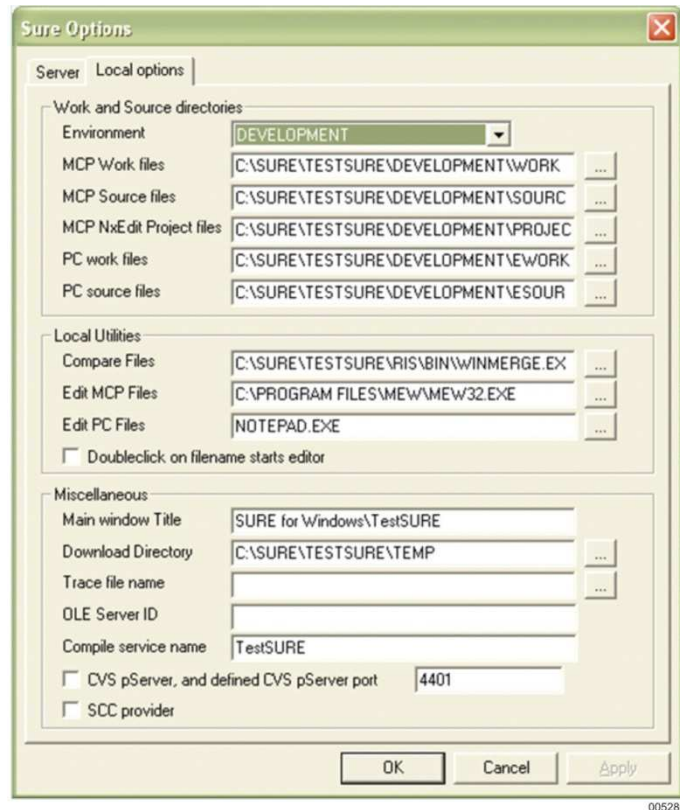 Sure Options
Server Local options
Work and Source directories
Environment DEVELOPMENT
MCP Work files C:\SURE\TESTSURE\DEVELOPMENT\WORK ...
MCP Source files C:\SURE\TESTSURE\DEVELOPMENT\SOURC ...
MCP NxEdit Project files C:\SURE\TESTSURE\DEVELOPMENT\PROJEC ...
PC work files C:\SURE\TESTSURE\DEVELOPMENT\EWORK ...
PC source files C:\SURE\TESTSURE\DEVELOPMENT\ESOUR ...
Local Utilities
Compare Files C:\SURE\TESTSURE\RIS\BIN\WINMERGE.EX ...
Edit MCP Files C:\PROGRAM FILES\MEW\MEW32.EXE ...
Edit PC Files NOTEPAD.EXE ...
Doubleclick on filename starts editor
Miscellaneous
Main window Title SURE for Windows\TestSURE
Download Directory C:\SURE\TESTSURE\TEMP ...
Trace file name ...
OLE Server ID
Compile service name TestSURE
CVS pServer, and defined CVS pServer port 4401
SCC provider
OK Cancel Apply
00528